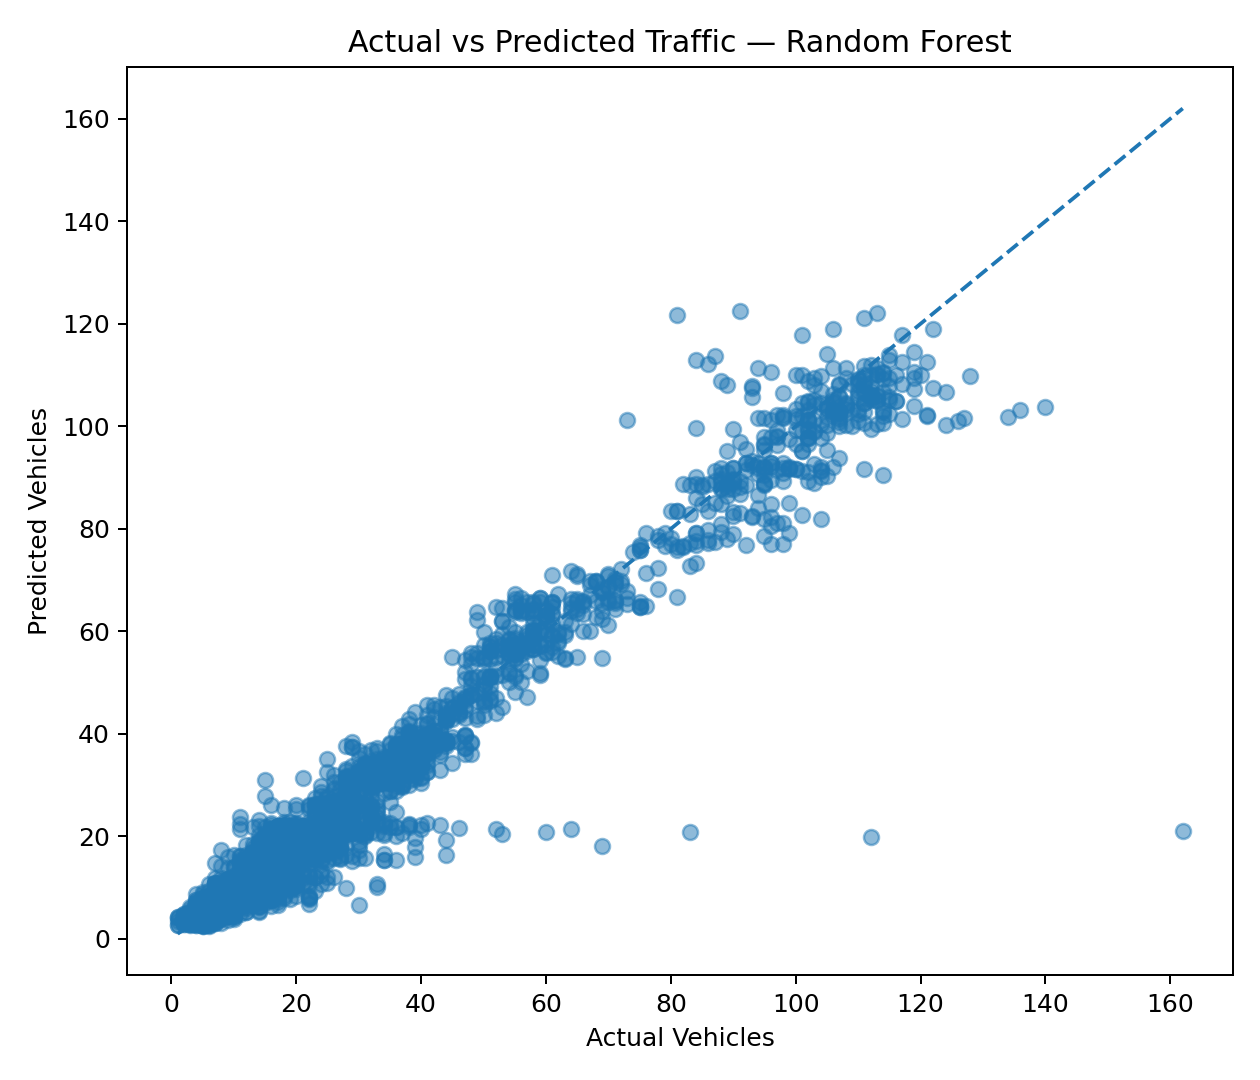 Actual vs Predicted Traffic — Random Forest
160
140
120
100
80
60
40
20
0
Predicted Vehicles
0 20 40 60 80 100 120 140 160
Actual Vehicles